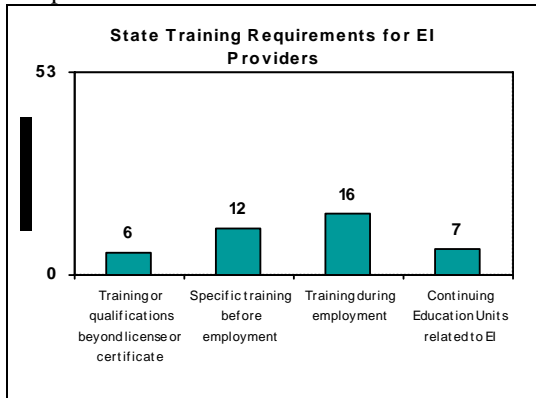 State Training Requirements for EI
Providers
53
6
12
16
7
0
Training or
qualifications
beyond license or
certificate
Specific training
before
employment
Training during
employment
Continuing
Education Units
related to EI